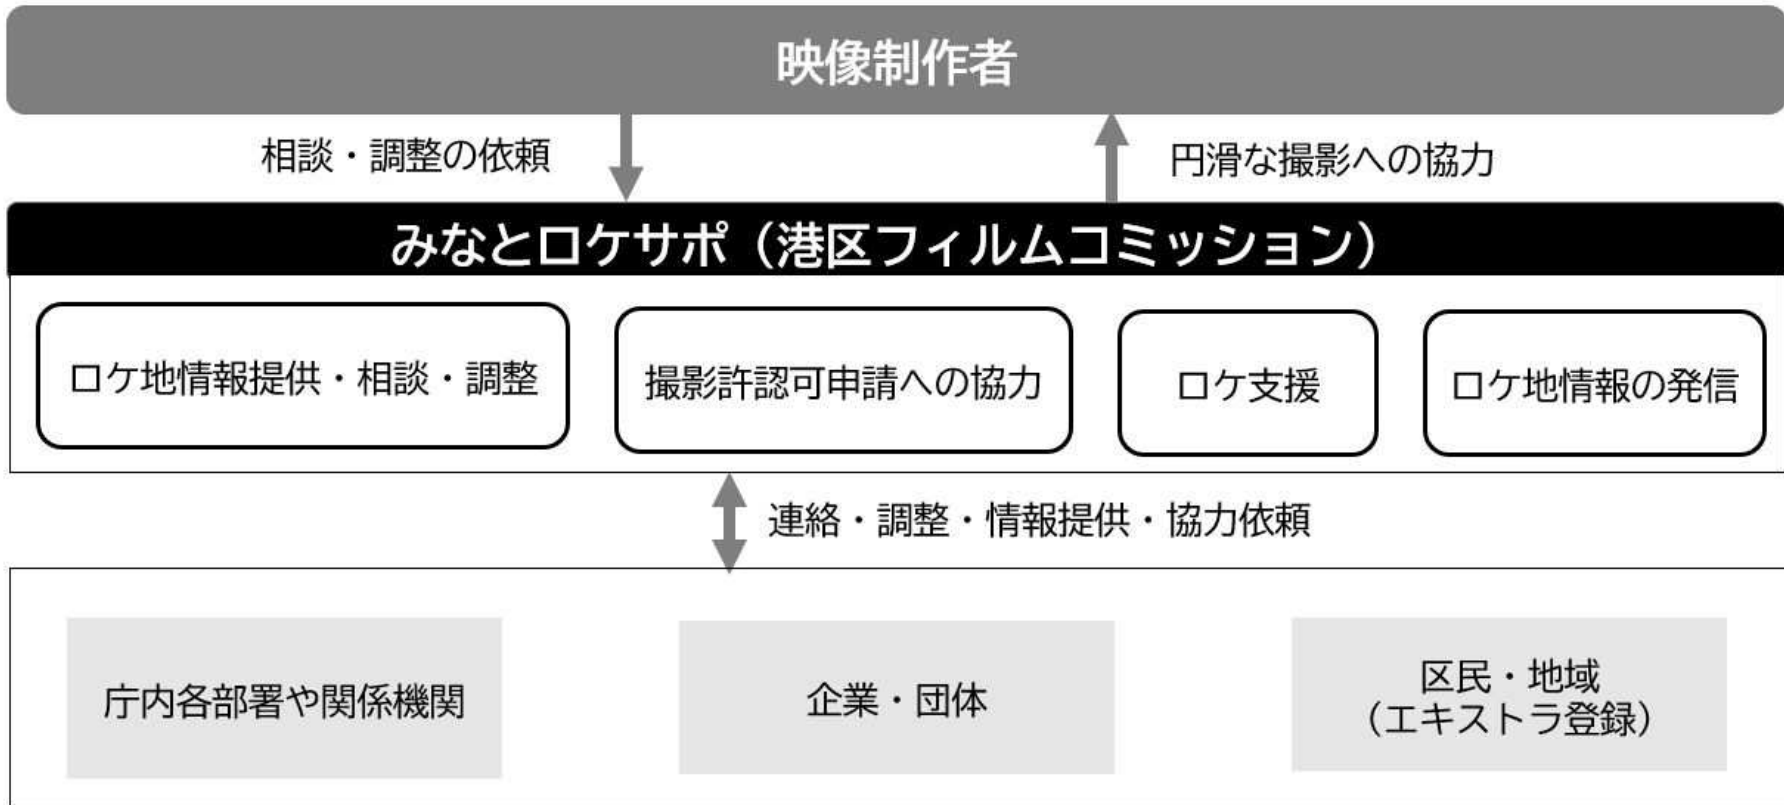 映像制作者
相談・調整の依頼
円滑な撮影への協力
みなとロケサポ（港区フィルムコミッション）
ロケ地情報提供・相談・調整
撮影許認可申請への協力
ロケ支援
ロケ地情報の発信
連絡・調整・情報提供・協力依頼
庁内各部署や関係機関
企業・団体
区民・地域
（エキストラ登録）